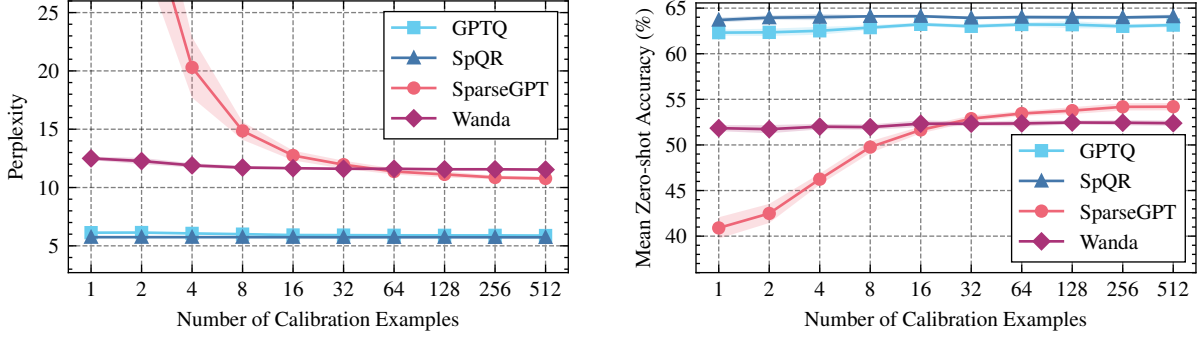 25
20
15
10
5
Perplexity
GPTQ
SpQR
SparseGPT
Wanda
1 2 4 8 16 32 64 128 256 512
Number of Calibration Examples
65
60
55
50
45
40
Mean Zero-shot Accuracy (%)
GPTQ
SpQR
SparseGPT
Wanda
1 2 4 8 16 32 64 128 256 512
Number of Calibration Examples